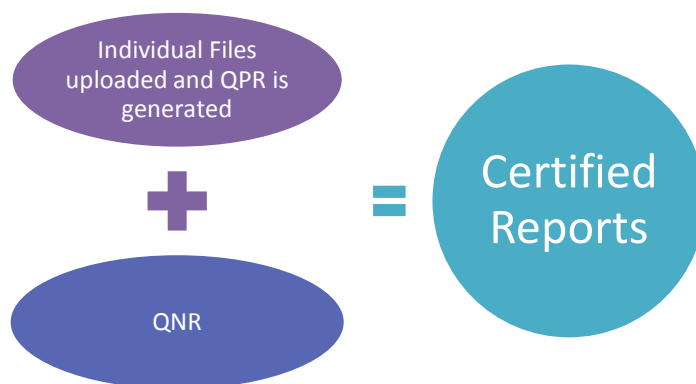 Individual Files
uploaded and QPR is
generated
QNR
Certified
Reports